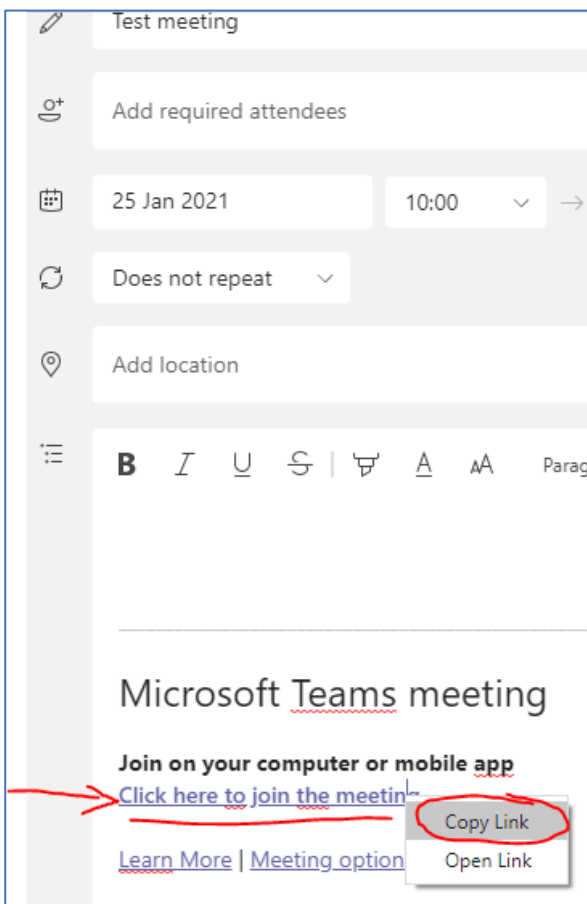 Test meeting
Add required attendees
25 Jan 2021 10:00
Does not repeat
Add location
B I U S A AA
Microsoft Teams meeting
Join on your computer or mobile app
Click here to join the meeting
Copy Link
Learn More | Meeting option
Open Link